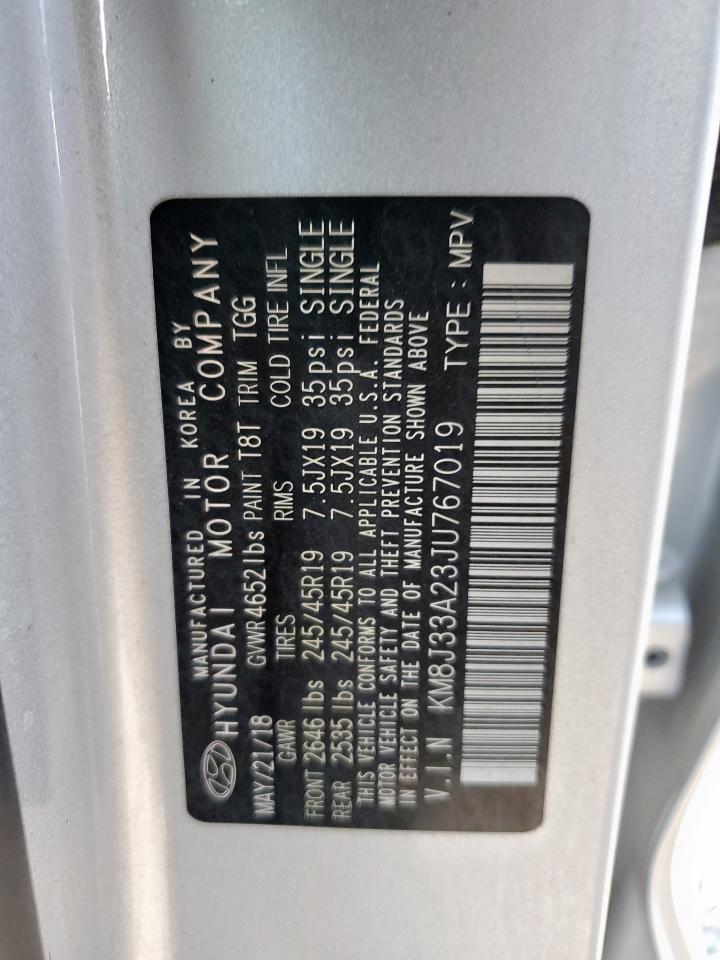 MANUFACTURED IN KOREA BY
HYUNDAI MOTOR COMPANY
MAY/21/18 GVWR 4652 lbs PAINT T8T TRIM TGG
GAWR TIRES RIMS COLD TIRE INFL
FRONT 2646 lbs 245/45R19 7.5JX19 35psi SINGLE
REAR 2535 lbs 245/45R19 7.5JX19 35psi SINGLE
THIS VEHICLE CONFORMS TO ALL APPLICABLE U.S.A. FEDERAL
MOTOR VEHICLE SAFETY AND THEFT PREVENTION STANDARDS
IN EFFECT ON THE DATE OF MANUFACTURE SHOWN ABOVE
V.I.N KM8J33A23JU767019 TYPE : MPV